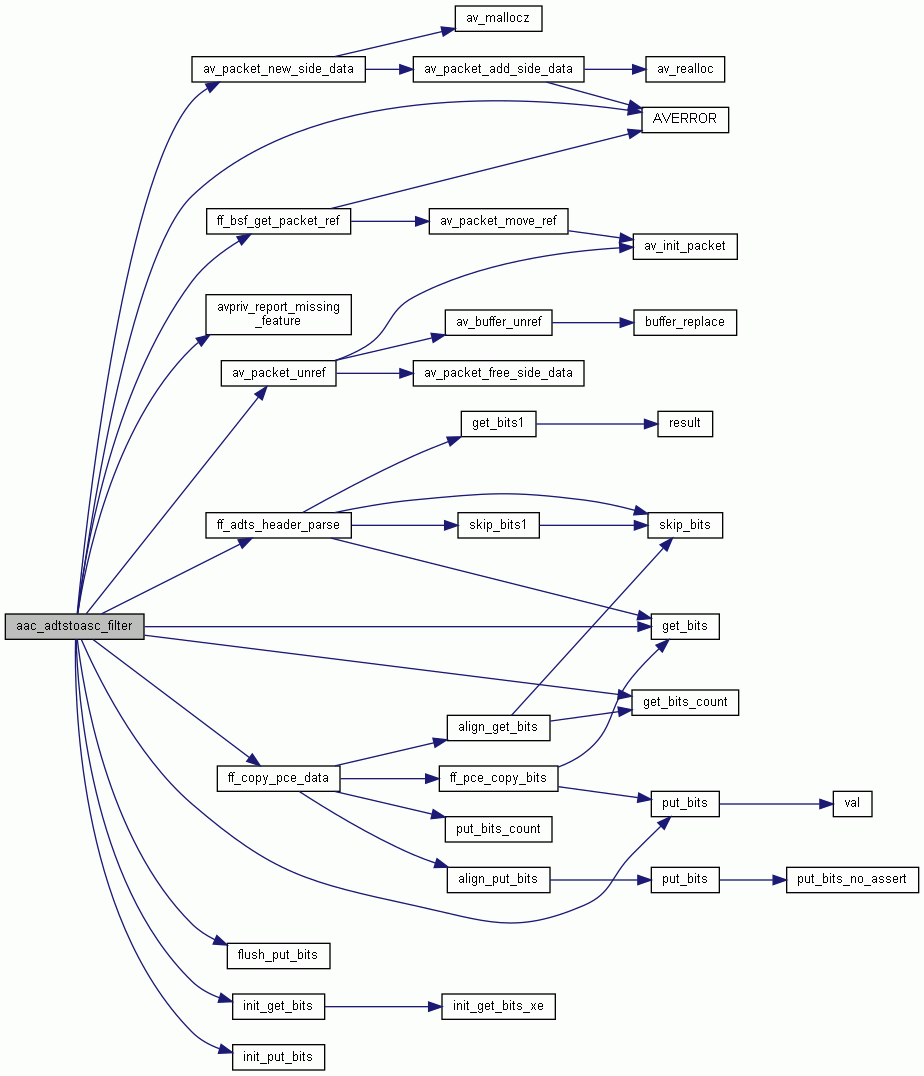 av_mallocz
av_packet_new_side_data
av_packet_add_side_data
av_realloc
AVERROR
ff_bsf_get_packet_ref
av_packet_move_ref
av_init_packet
avpriv_report_missing
_feature
av_buffer_unref
buffer_replace
av_packet_unref
av_packet_free_side_data
get_bits1
result
ff_adts_header_parse
skip_bits1
skip_bits
aac_adtstoasc_filter
get_bits
get_bits_count
align_get_bits
ff_copy_pce_data
ff_pce_copy_bits
put_bits
val
put_bits_count
align_put_bits
put_bits
put_bits_no_assert
flush_put_bits
init_get_bits
init_get_bits_xe
init_put_bits